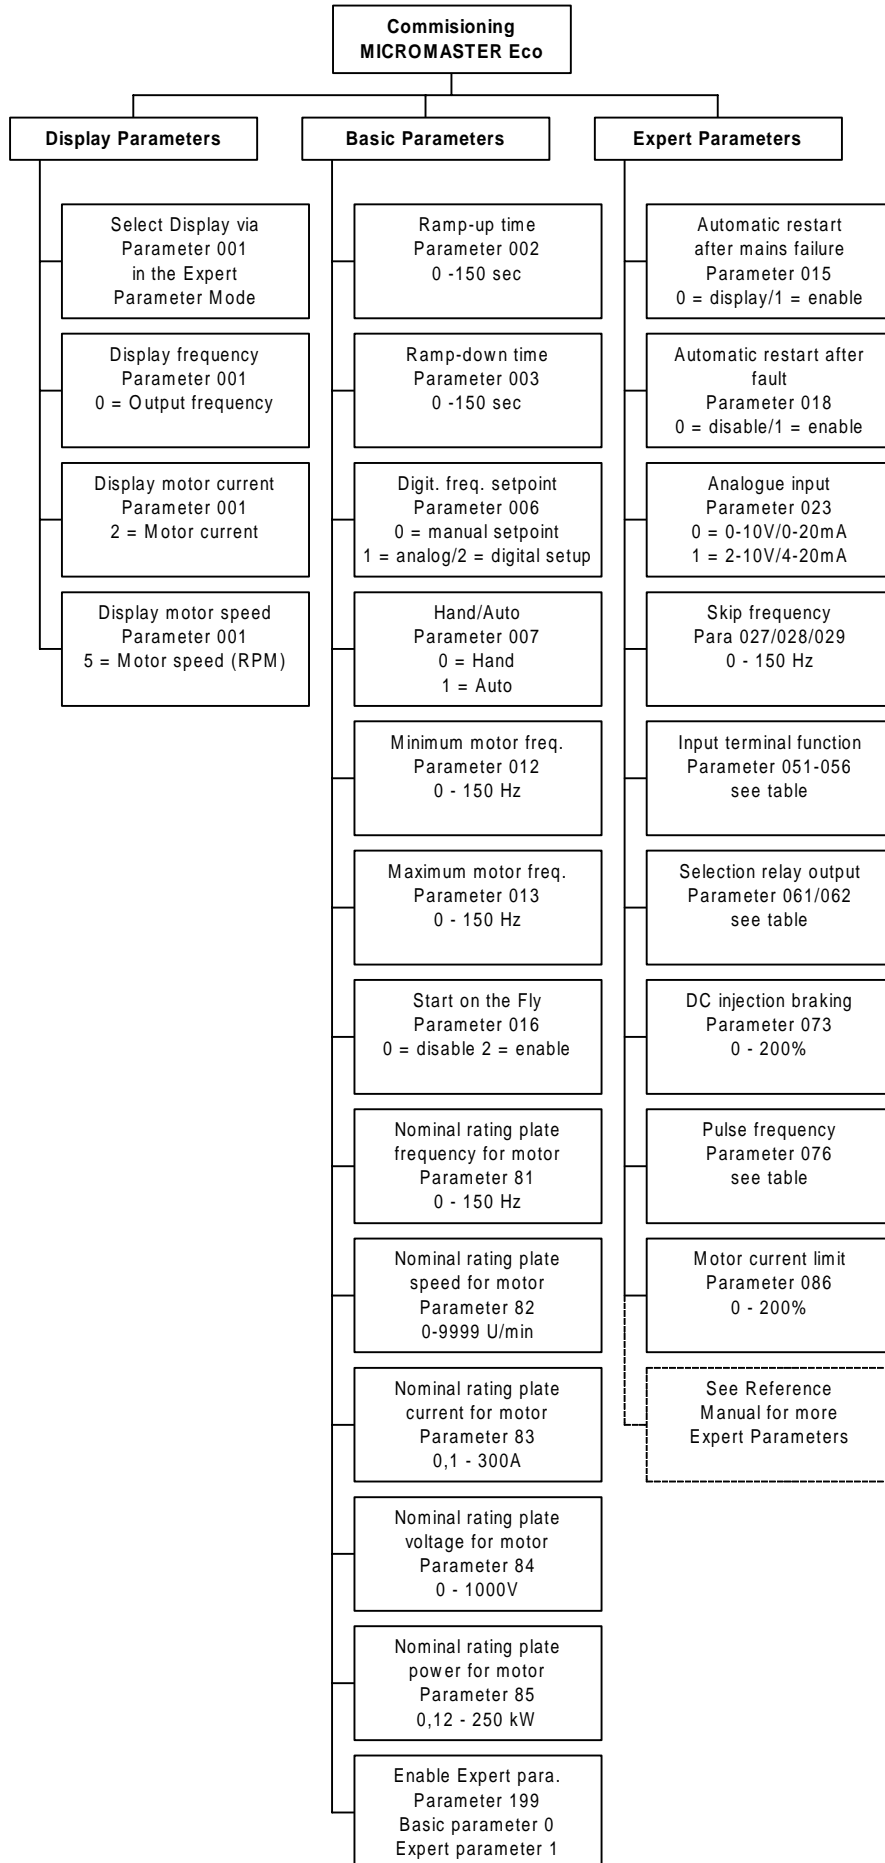 Commisioning
MICROMASTER Eco
Display Parameters
Select Display via
Parameter 001
in the Expert
Parameter Mode
Display frequency
Parameter 001
0 = Output frequency
Display motor current
Parameter 001
2 = Motor current
Display motor speed
Parameter 001
5 = Motor speed (RPM)
Basic Parameters
Ramp-up time
Parameter 002
0 -150 sec
Ramp-down time
Parameter 003
0 -150 sec
Digit. freq. setpoint
Parameter 006
0 = manual setpoint
1 = analog/2 = digital setup
Hand/Auto
Parameter 007
0 = Hand
1 = Auto
Minimum motor freq.
Parameter 012
0 - 150 Hz
Maximum motor freq.
Parameter 013
0 - 150 Hz
Start on the Fly
Parameter 016
0 = disable 2 = enable
Nominal rating plate
frequency for motor
Parameter 81
0 - 150 Hz
Nominal rating plate
speed for motor
Parameter 82
0-9999 U/min
Nominal rating plate
current for motor
Parameter 83
0,1 - 300A
Nominal rating plate
voltage for motor
Parameter 84
0 - 1000V
Nominal rating plate
power for motor
Parameter 85
0,12 - 250 kW
Enable Expert para.
Parameter 199
Basic parameter 0
Expert parameter 1
Expert Parameters
Automatic restart
after mains failure
Parameter 015
0 = display/1 = enable
Automatic restart after
fault
Parameter 018
0 = disable/1 = enable
Analogue input
Parameter 023
0 = 0-10V/0-20mA
1 = 2-10V/4-20mA
Skip frequency
Para 027/028/029
0 - 150 Hz
Input terminal function
Parameter 051-056
see table
Selection relay output
Parameter 061/062
see table
DC injection braking
Parameter 073
0 - 200%
Pulse frequency
Parameter 076
see table
Motor current limit
Parameter 086
0 - 200%
See Reference
Manual for more
Expert Parameters